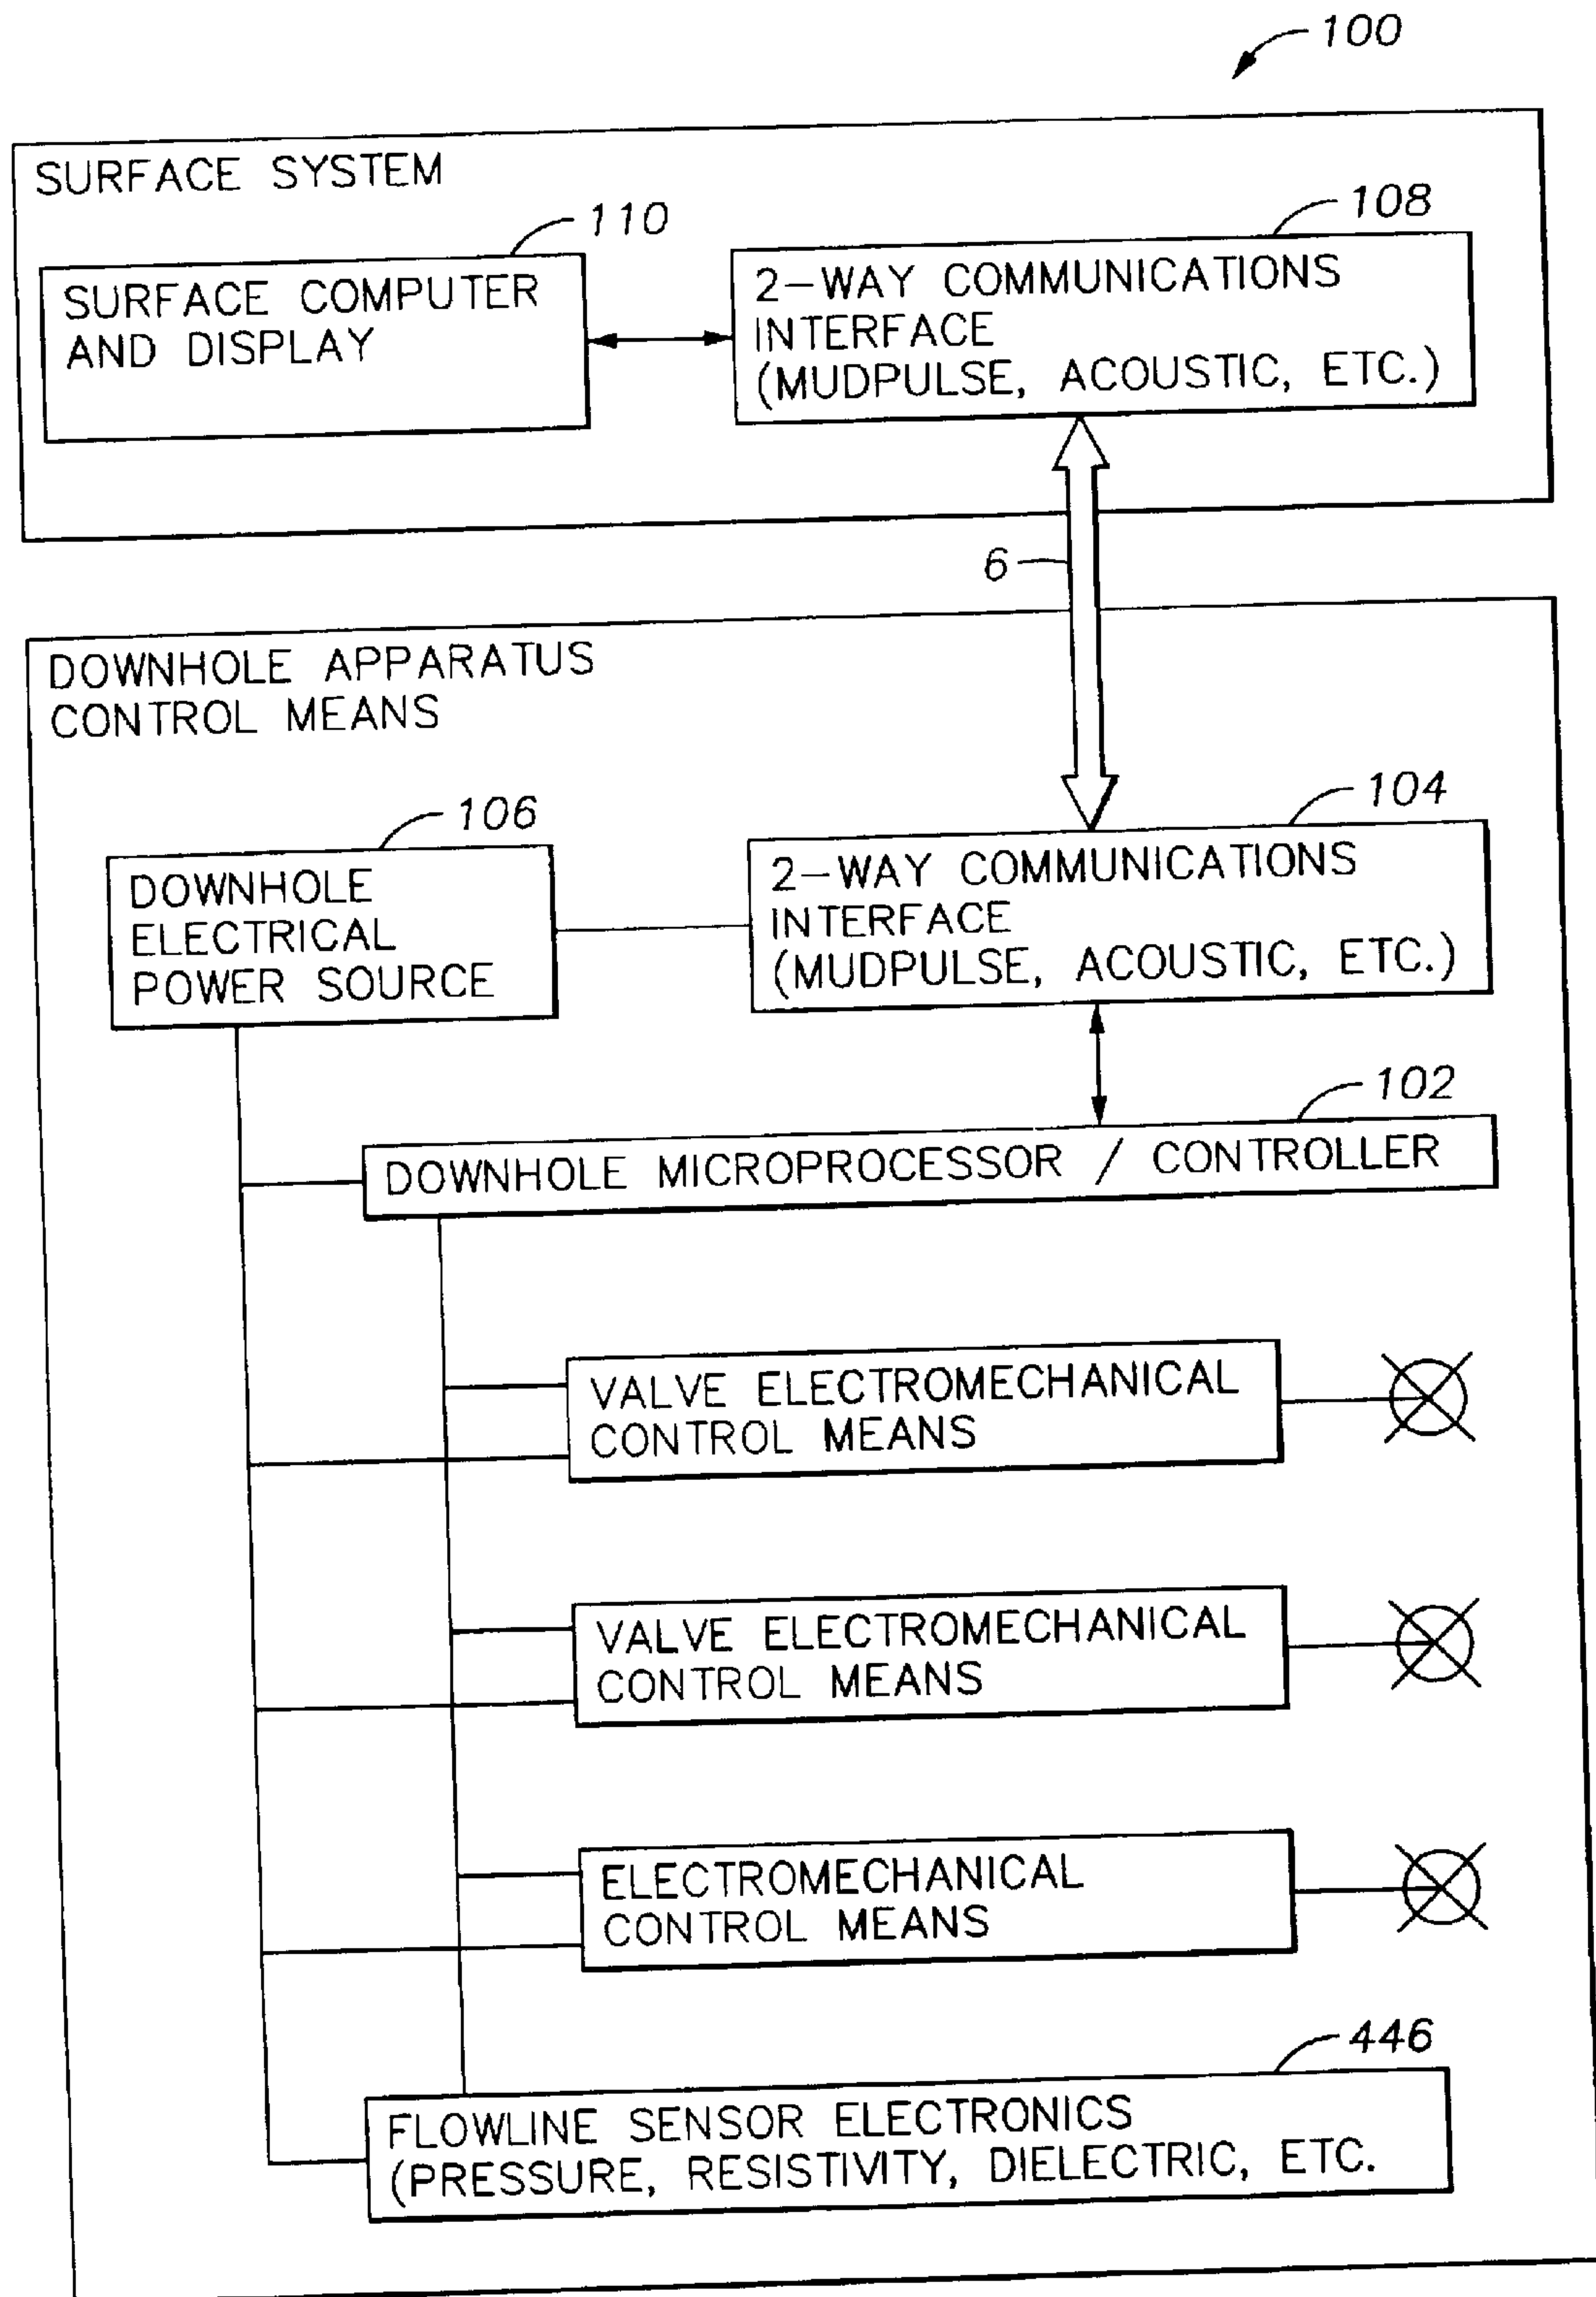 100
SURFACE SYSTEM
110
108
SURFACE COMPUTER
AND DISPLAY
2-WAY COMMUNICATIONS
INTERFACE
(MUDPULSE, ACOUSTIC, ETC.)
6
DOWNHOLE APPARATUS
CONTROL MEANS
106
104
DOWNHOLE
ELECTRICAL
POWER SOURCE
2-WAY COMMUNICATIONS
INTERFACE
(MUDPULSE, ACOUSTIC, ETC.)
102
DOWNHOLE MICROPROCESSOR / CONTROLLER
VALVE ELECTROMECHANICAL
CONTROL MEANS
VALVE ELECTROMECHANICAL
CONTROL MEANS
ELECTROMECHANICAL
CONTROL MEANS
446
FLOWLINE SENSOR ELECTRONICS
(PRESSURE, RESISTIVITY, DIELECTRIC, ETC.